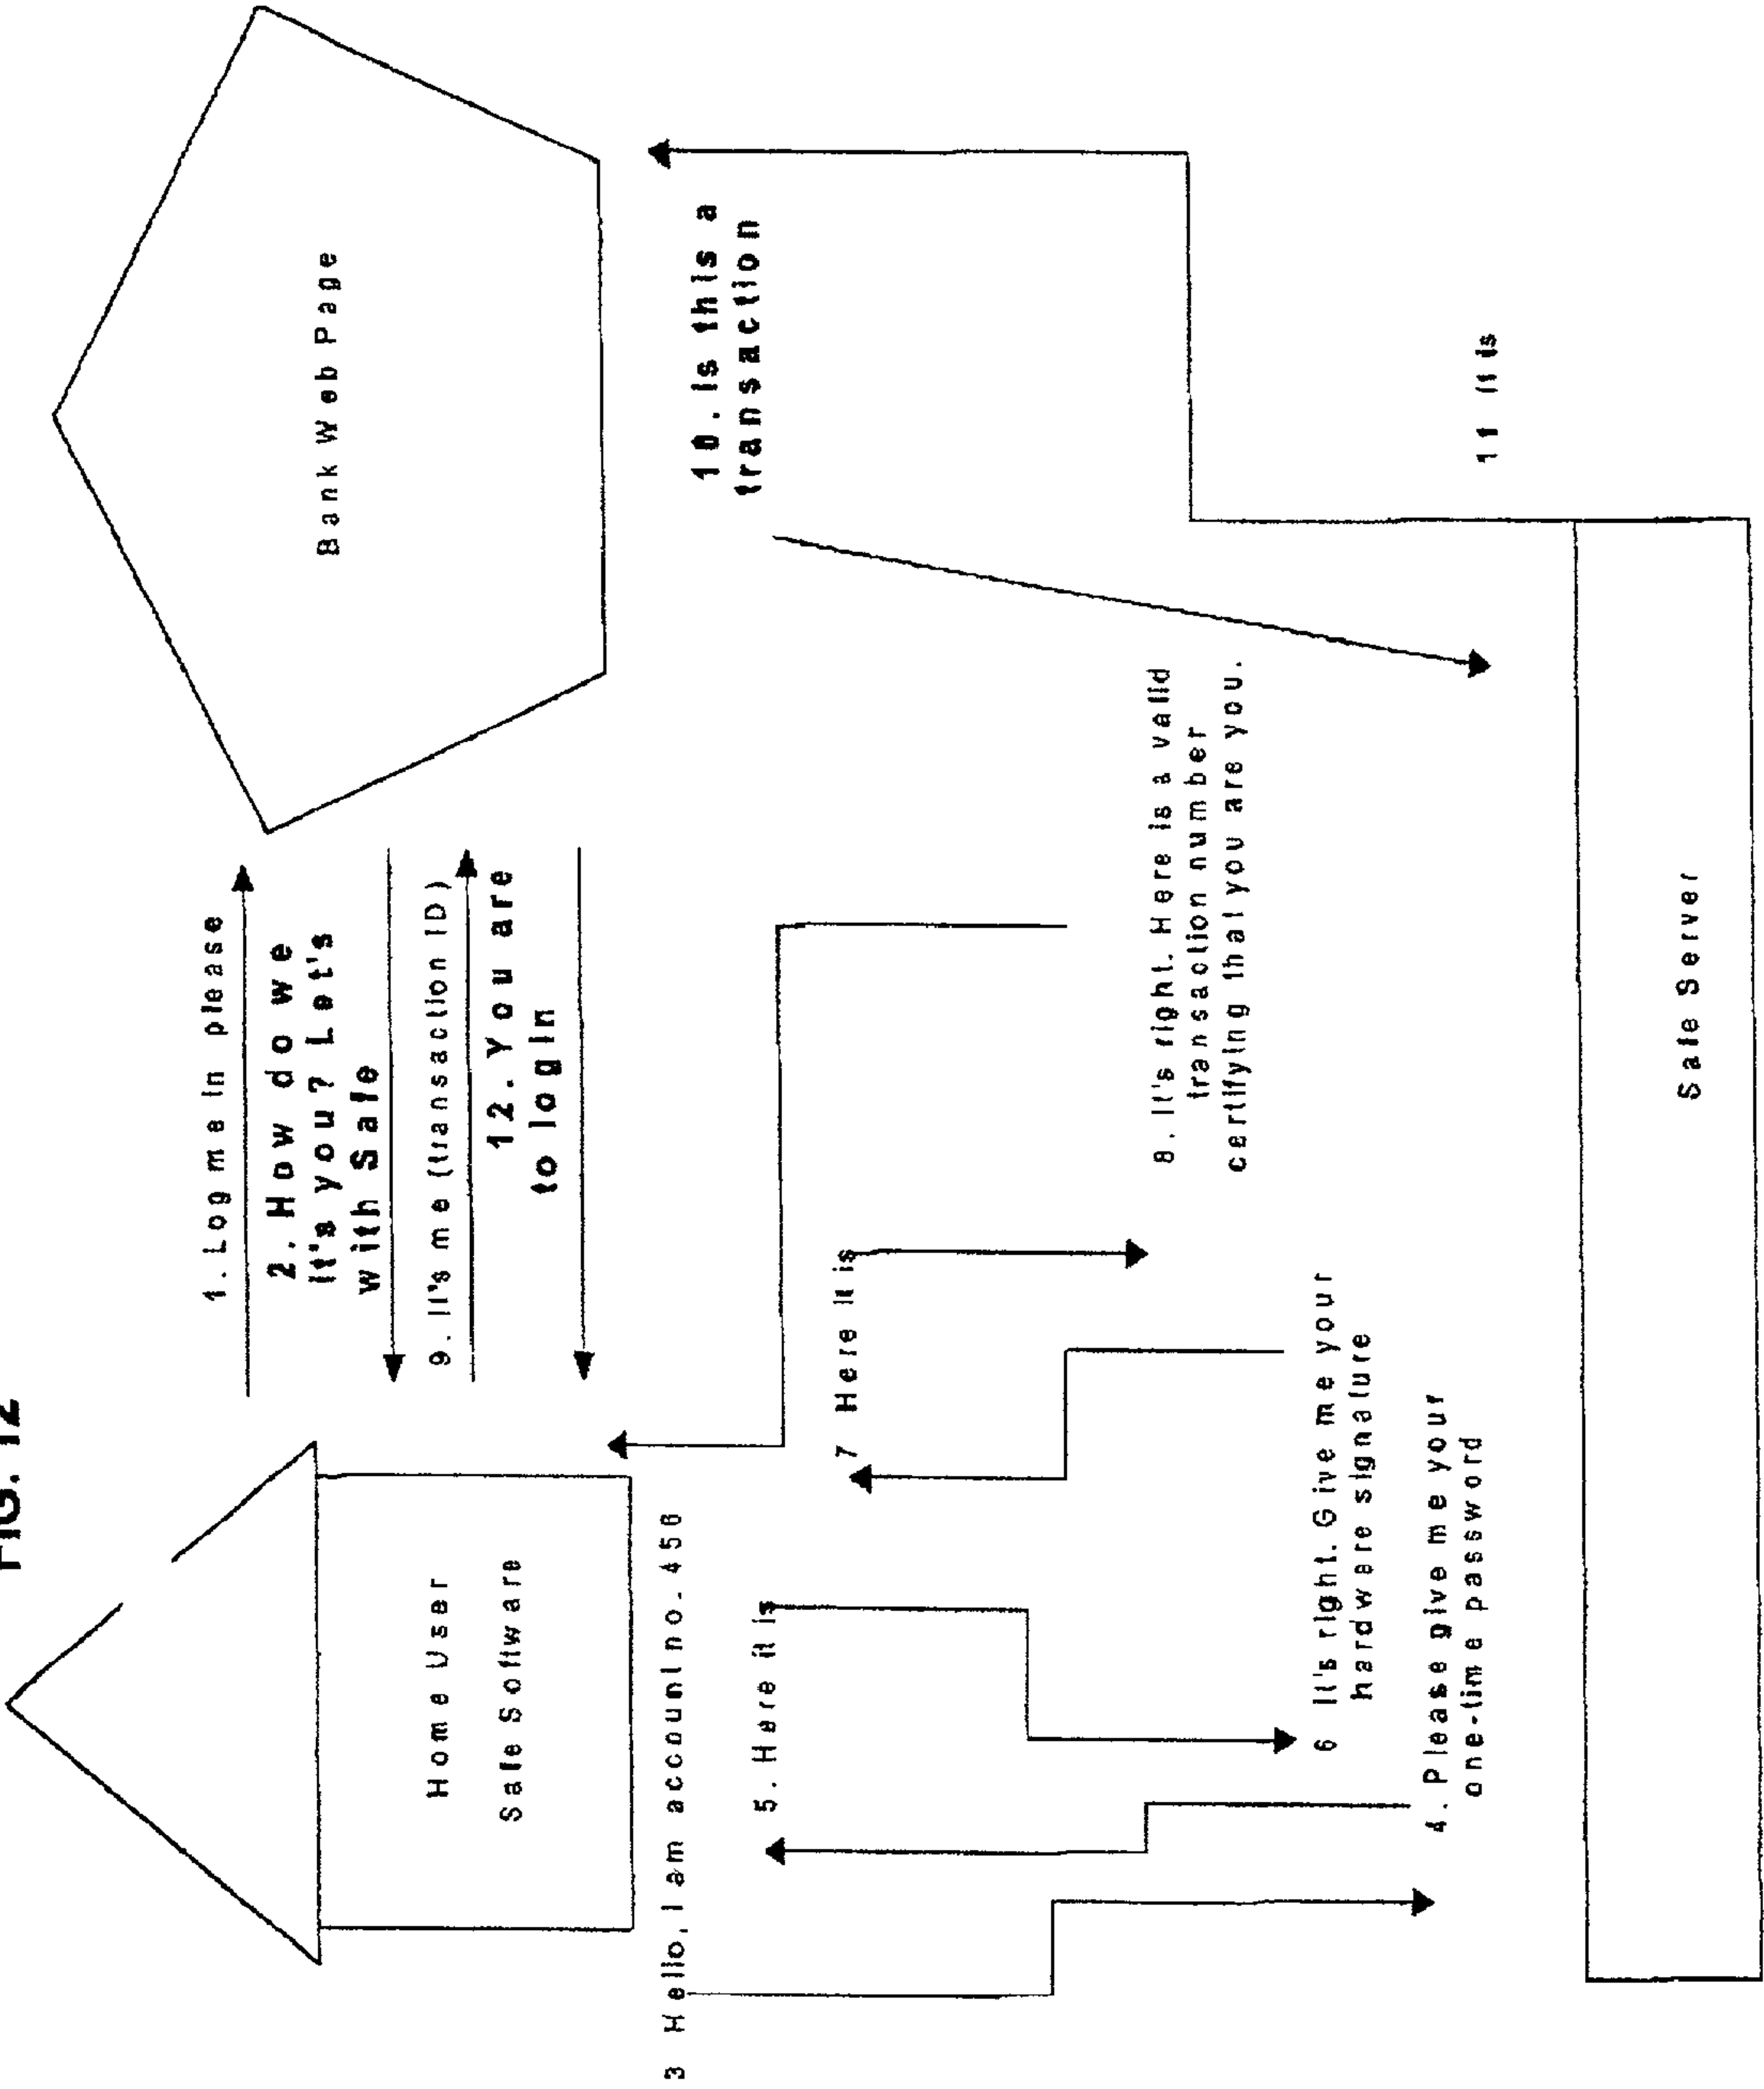 FIG. 12
Home User
Safe Software
Bank Web Page
1. Log me in please
2. How do we
it's you? Let's
with Safe
9. It's me (transaction ID)
12. You are
to login
3 Hello, I am account no. 456
5. Here it is
7 Here it is
10. Is this a
transaction
8. It's right. Here is a valid
transaction number
certifying that you are you.
6 It's right. Give me your
hardware signature
4. Please give me your
one-time password
11 It is
Safe Server